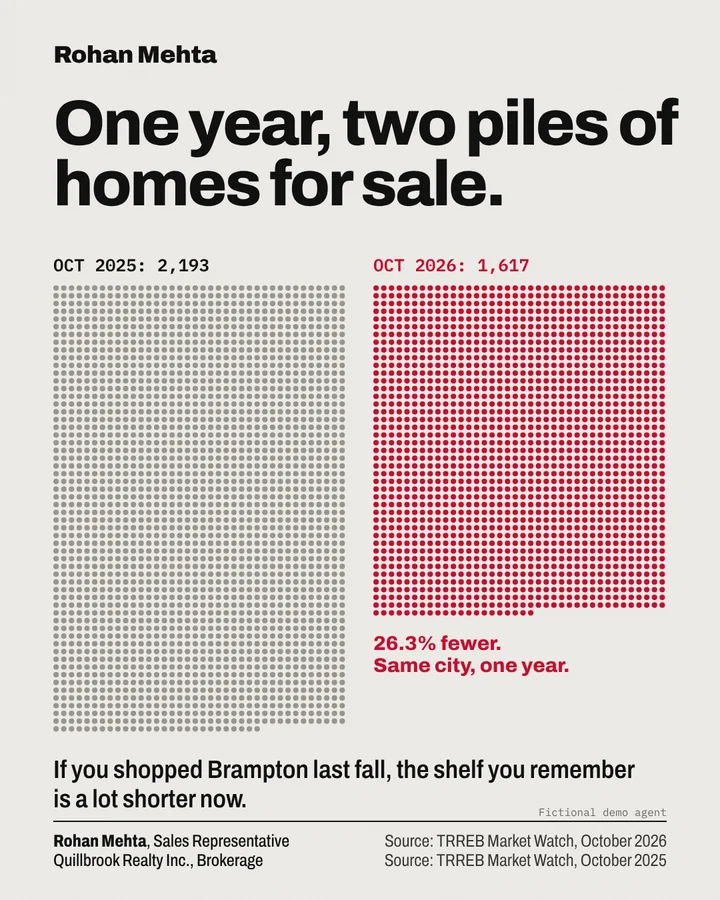 Rohan Mehta
One year, two piles of
homes for sale.
OCT 2025: 2,193
OCT 2026: 1,617
26.3% fewer.
Same city, one year.
If you shopped Brampton last fall, the shelf you remember
is a lot shorter now.
Fictional demo agent
Rohan Mehta, Sales Representative
Quillbrook Realty Inc., Brokerage
Source: TRREB Market Watch, October 2026
Source: TRREB Market Watch, October 2025